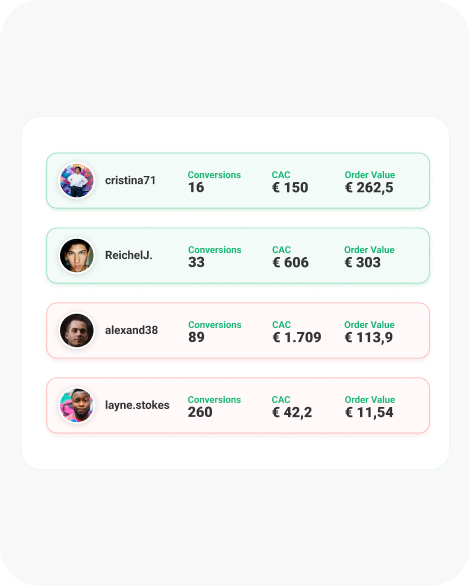 cristina71 Conversions CAC Order Value
16 € 150 € 262,5
ReichelJ. Conversions CAC Order Value
33 € 606 € 303
alexand38 Conversions CAC Order Value
89 € 1.709 € 113,9
layne.stokes Conversions CAC Order Value
260 € 42,2 € 11,54